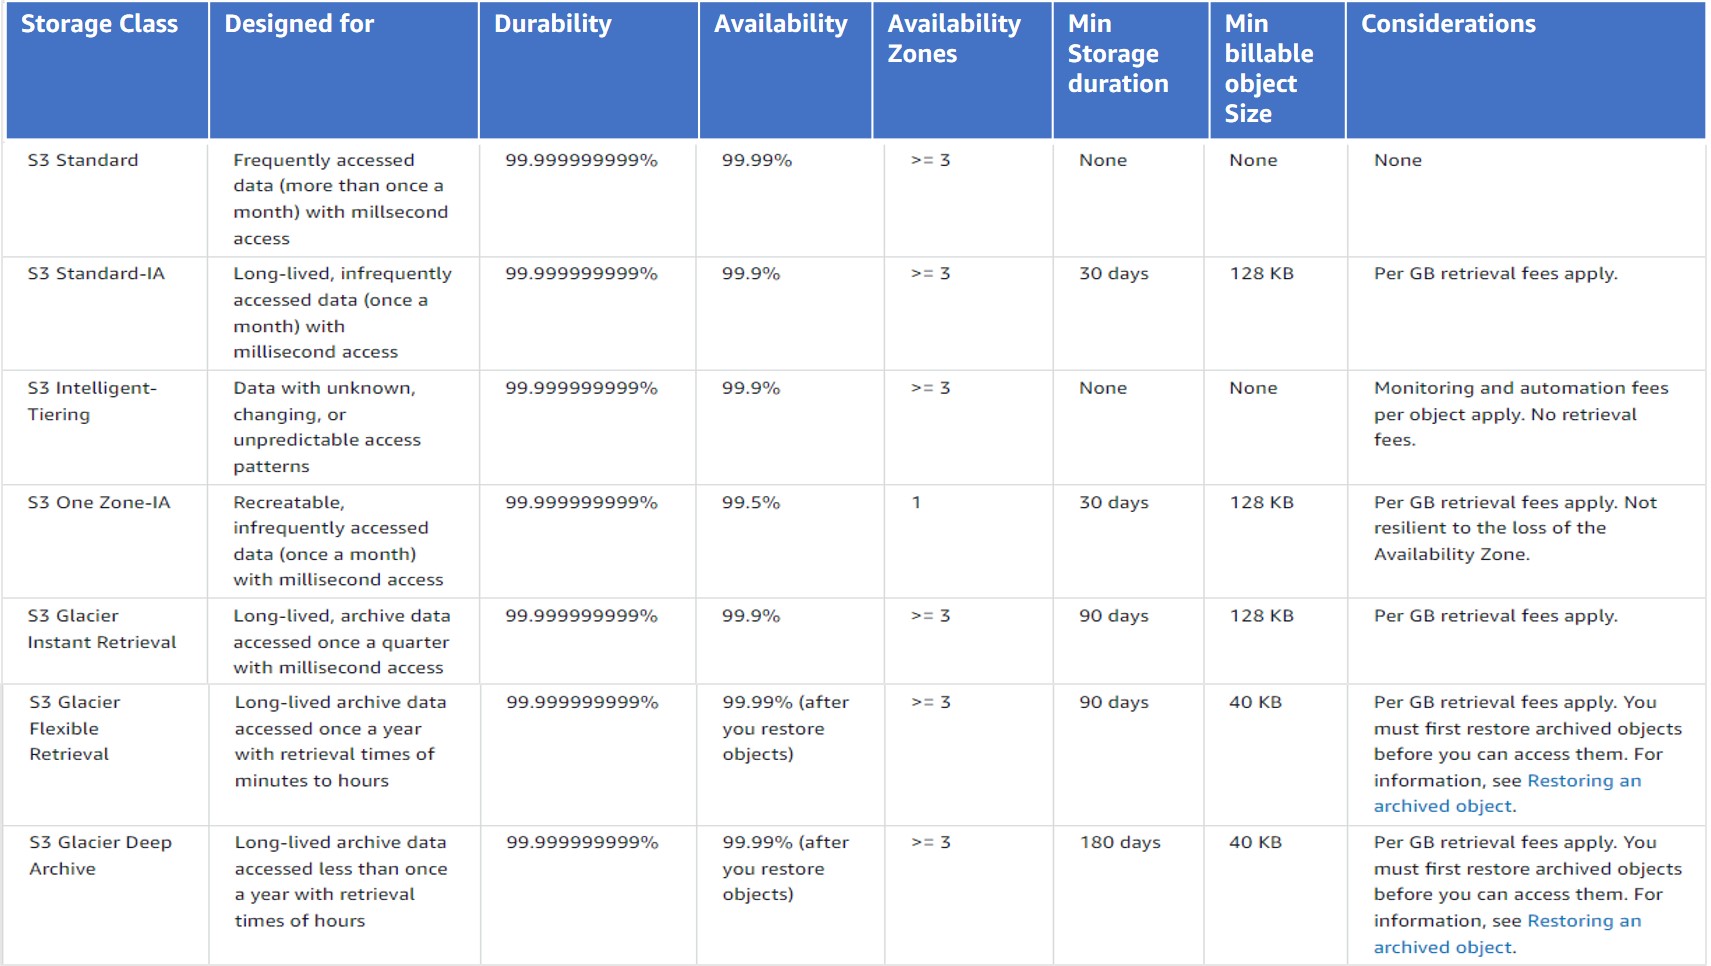 Storage Class
Designed for
Durability
Availability
Availability
Zones
Min
Storage
duration
Min
billable
object
Size
Considerations
S3 Standard
Frequently accessed
data (more than once a
month) with millsecond
access
99.999999999%
99.99%
>= 3
None
None
None
S3 Standard-IA
Long-lived, infrequently
accessed data (once a
month) with
millisecond access
99.999999999%
99.9%
>= 3
30 days
128 KB
Per GB retrieval fees apply.
S3 Intelligent-
Tiering
Data with unknown,
changing, or
unpredictable access
patterns
99.999999999%
99.9%
>= 3
None
None
Monitoring and automation fees
per object apply. No retrieval
fees.
S3 One Zone-IA
Recreatable,
infrequently accessed
data (once a month)
with millisecond access
99.999999999%
99.5%
1
30 days
128 KB
Per GB retrieval fees apply. Not
resilient to the loss of the
Availability Zone.
S3 Glacier
Instant Retrieval
Long-lived, archive data
accessed once a quarter
with millisecond access
99.999999999%
99.9%
>= 3
90 days
128 KB
Per GB retrieval fees apply.
S3 Glacier
Flexible
Retrieval
Long-lived archive data
accessed once a year
with retrieval times of
minutes to hours
99.999999999%
99.99% (after
you restore
objects)
>= 3
90 days
40 KB
Per GB retrieval fees apply. You
must first restore archived objects
before you can access them. For
information, see Restoring an
archived object.
S3 Glacier Deep
Archive
Long-lived archive data
accessed less than once
a year with retrieval
times of hours
99.999999999%
99.99% (after
you restore
objects)
>= 3
180 days
40 KB
Per GB retrieval fees apply. You
must first restore archived objects
before you can access them. For
information, see Restoring an
archived object.